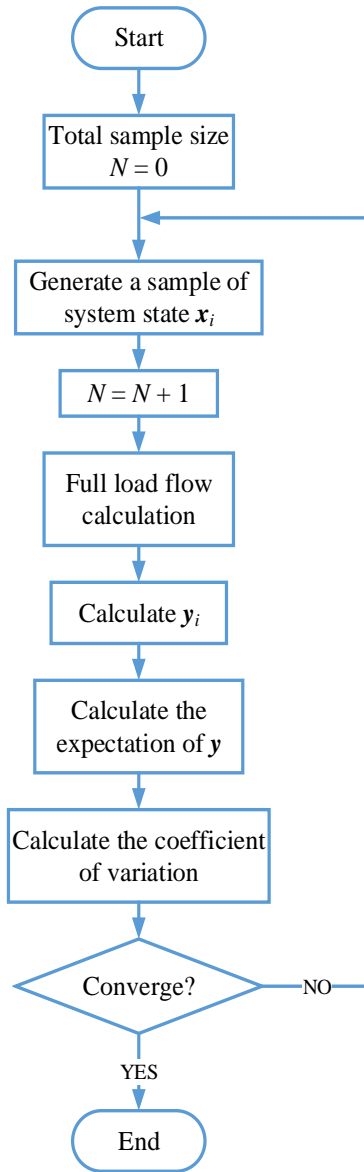 Start
Total sample size
N = 0
Generate a sample of
system state xi
N = N + 1
Full load flow
calculation
Calculate yi
Calculate the
expectation of y
Calculate the coefficient
of variation
Converge?
NO
YES
End